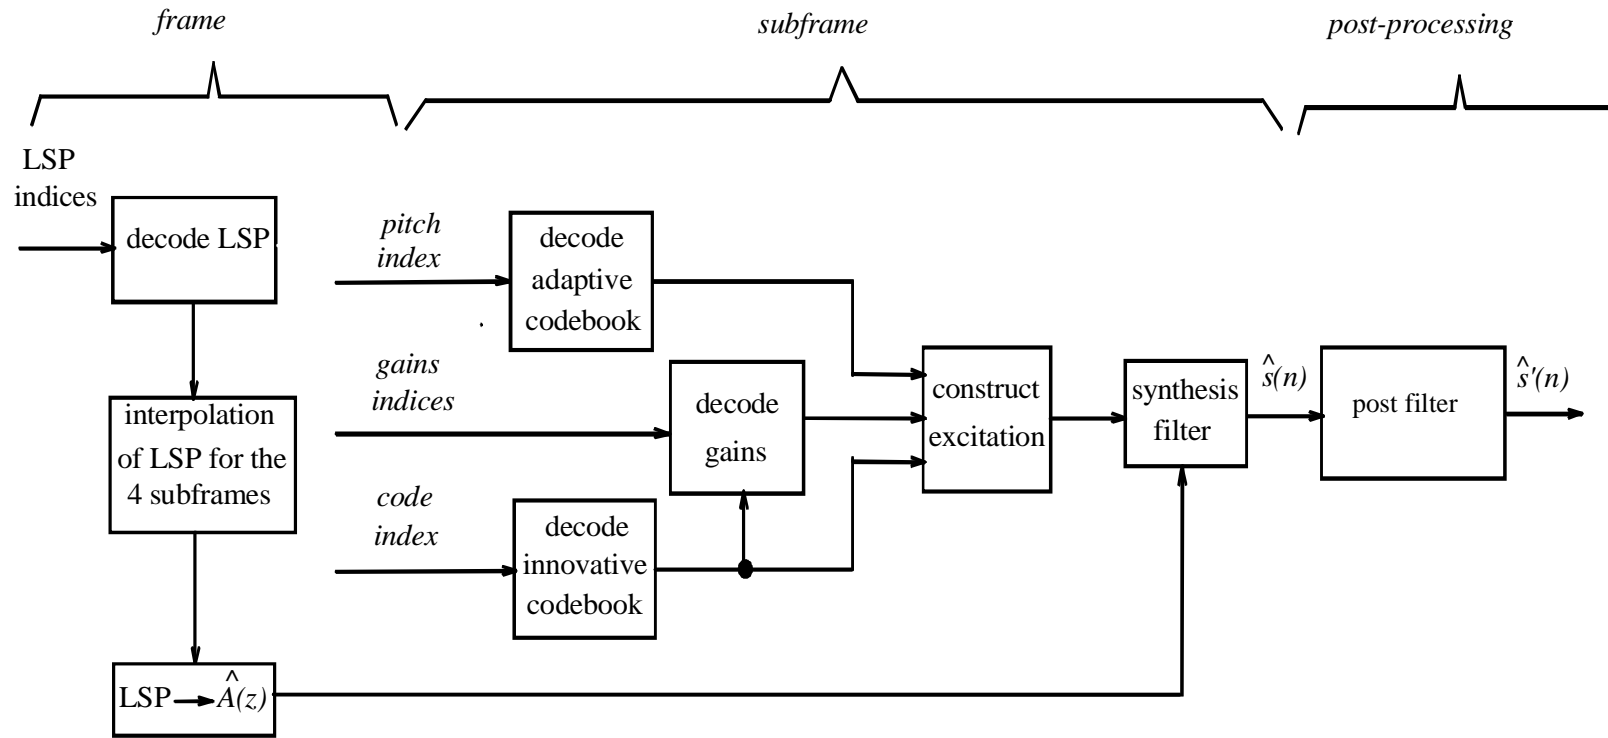 frame
subframe
post-processing
LSP
indices
decode LSP
interpolation
of LSP for the
4 subframes
LSP → Â(z)
pitch
index
decode
adaptive
codebook
gains
indices
decode
gains
code
index
decode
innovative
codebook
construct
excitation
synthesis
filter
ŝ(n)
post filter
ŝ'(n)